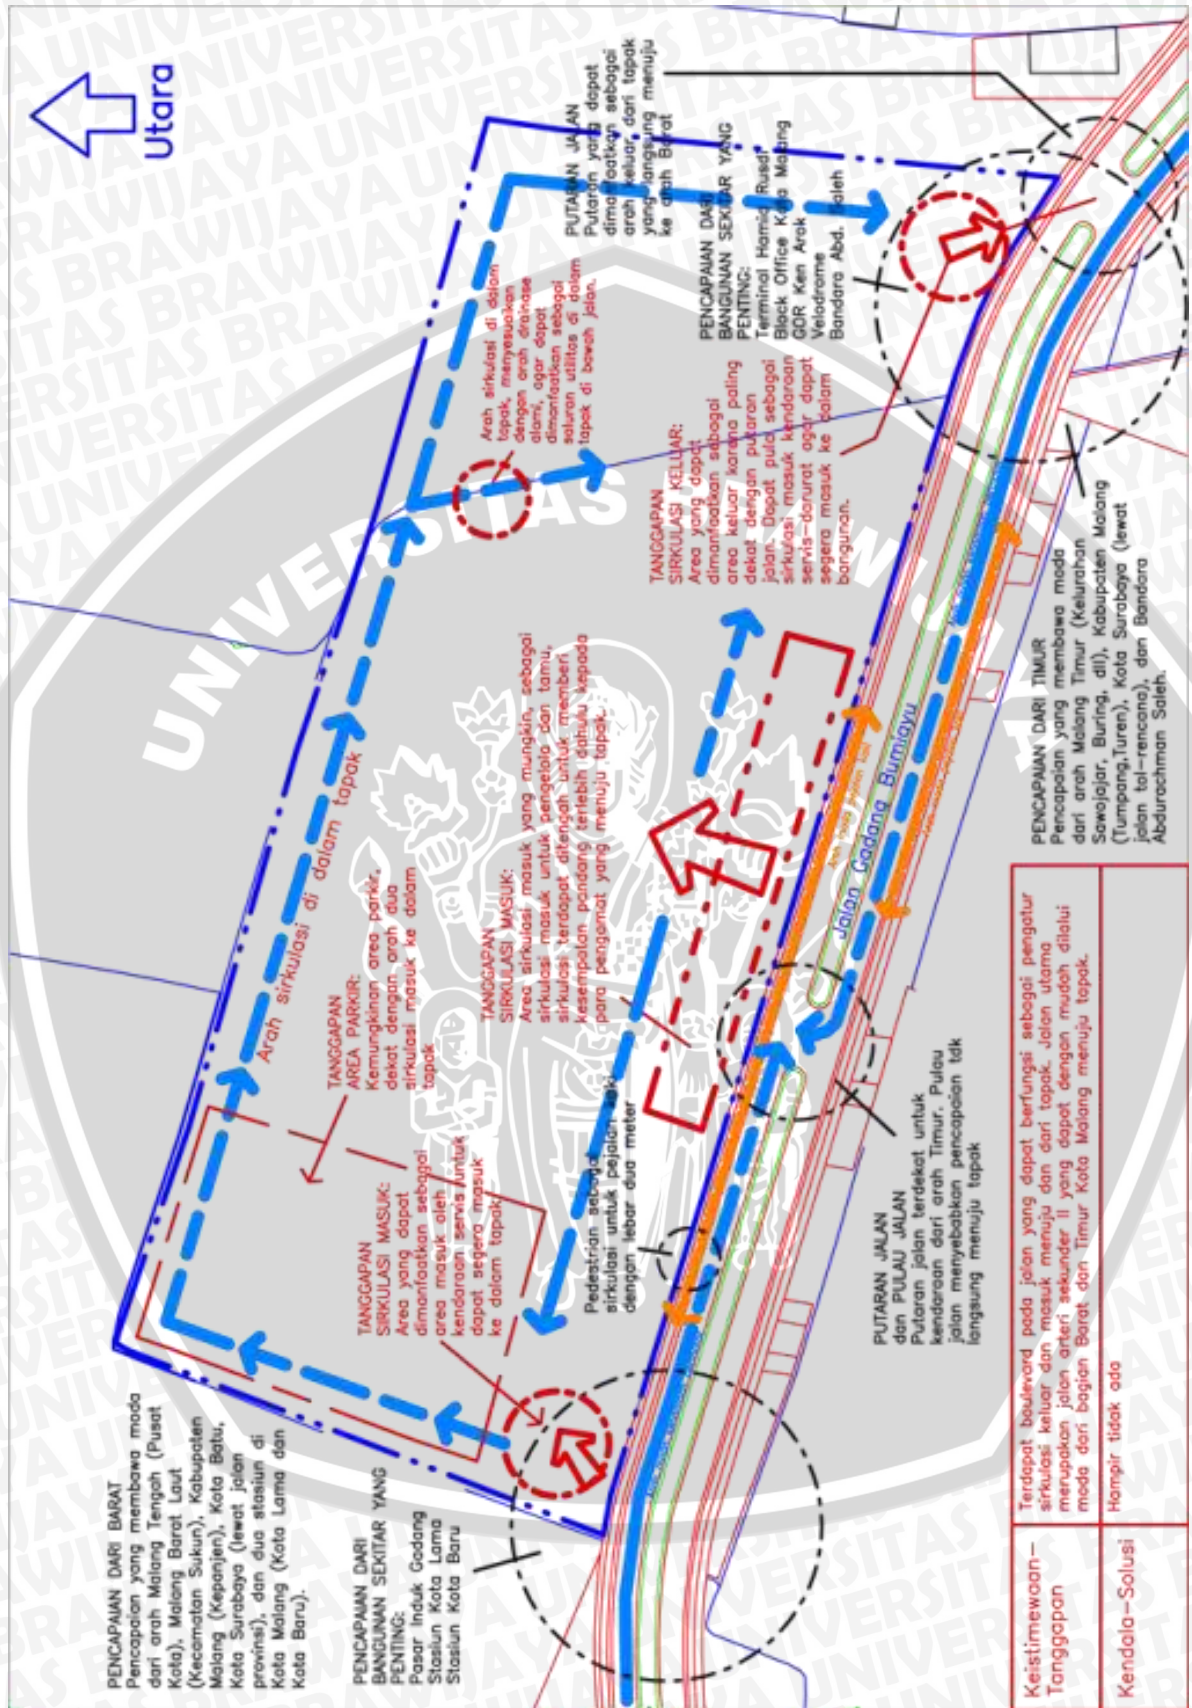 Utara
PENCAPAIAN DARI BARAT
Pencapaian yang membawa moda
dari arah Malang Tengah (Pusat
Kota), Malang Barat Laut
(Kecamatan Sukun), Kabupaten
Malang (Kepanjen), Kota Batu,
Kota Surabaya (lewat jalan
provinsi), dan dua stasiun di
Kota Malang (Kota Lama dan
Kota Baru).
PENCAPAIAN DARI
BANGUNAN SEKITAR YANG
PENTING:
Pasar Induk Gadang
Stasiun Kota Lama
Stasiun Kota Baru
Arah sirkulasi di dalam tapak
TANGGAPAN
AREA PARKIR:
Kemungkinan area parkir,
dekat dengan arah dua
sirkulasi masuk ke dalam
tapak
TANGGAPAN
SIRKULASI MASUK:
Area yang dapat
dimanfaatkan sebagai
area masuk oleh
kendaraan servis untuk
dapat segera masuk
ke dalam tapak
TANGGAPAN
SIRKULASI MASUK:
Area sirkulasi masuk yang mungkin, sebagai
sirkulasi masuk untuk pengelola dan tamu,
sirkulasi terdapat ditengah untuk memberi
kesempatan pandang terlebih dahulu kepada
para pengamat yang menuju tapak.
Pedestrian sebagai
sirkulasi untuk pejalan kaki
dengan lebar dua meter
Arah sirkulasi di dalam
tapak, menyesuaikan
dengan arah drainase
alami, agar dapat
dimanfaatkan sebagai
saluran utilitas di dalam
tapak di bawah jalan.
PUTARAN JALAN
Putaran yang dapat
dimanfaatkan sebagai
arah keluar dari tapak
yang langsung menuju
ke arah Barat
PENCAPAIAN DARI
BANGUNAN SEKITAR YANG
PENTING:
Terminal Hamid Rusdi
Block Office Kota Malang
GOR Ken Arok
Velodrome
Bandara Abd. Saleh
TANGGAPAN
SIRKULASI KELUAR:
Area yang dapat
dimanfaatkan sebagai
area keluar karena paling
dekat dengan putaran
jalan. Dapat pula sebagai
sirkulasi masuk kendaraan
servis-darurat agar dapat
segera masuk ke dalam
bangunan.
Jalan Gadang Bumiayu
PUTARAN JALAN
dan PULAU JALAN
Putaran jalan terdekat untuk
kendaraan dari arah Timur. Pulau
jalan menyebabkan pencapaian tdk
langsung menuju tapak
PENCAPAIAN DARI TIMUR
Pencapaian yang membawa moda
dari arah Malang Timur (Kelurahan
Sawojajar, Buring, dll), Kabupaten Malang
(Tumpang,Turen), Kota Surabaya (lewat
jalan tol-rencana), dan Bandara
Abdurachman Saleh.
Keistimewaan-
Tanggapan
Terdapat boulevard pada jalan yang dapat berfungsi sebagai pengatur
sirkulasi keluar dan masuk menuju dan dari tapak. Jalan utama
merupakan jalan arteri sekunder II yang dapat dengan mudah dilalui
moda dari bagian Barat dan Timur Kota Malang menuju tapak.
Kendala-Solusi
Hampir tidak ada
UNIVERSITAS BRAWIJAYA